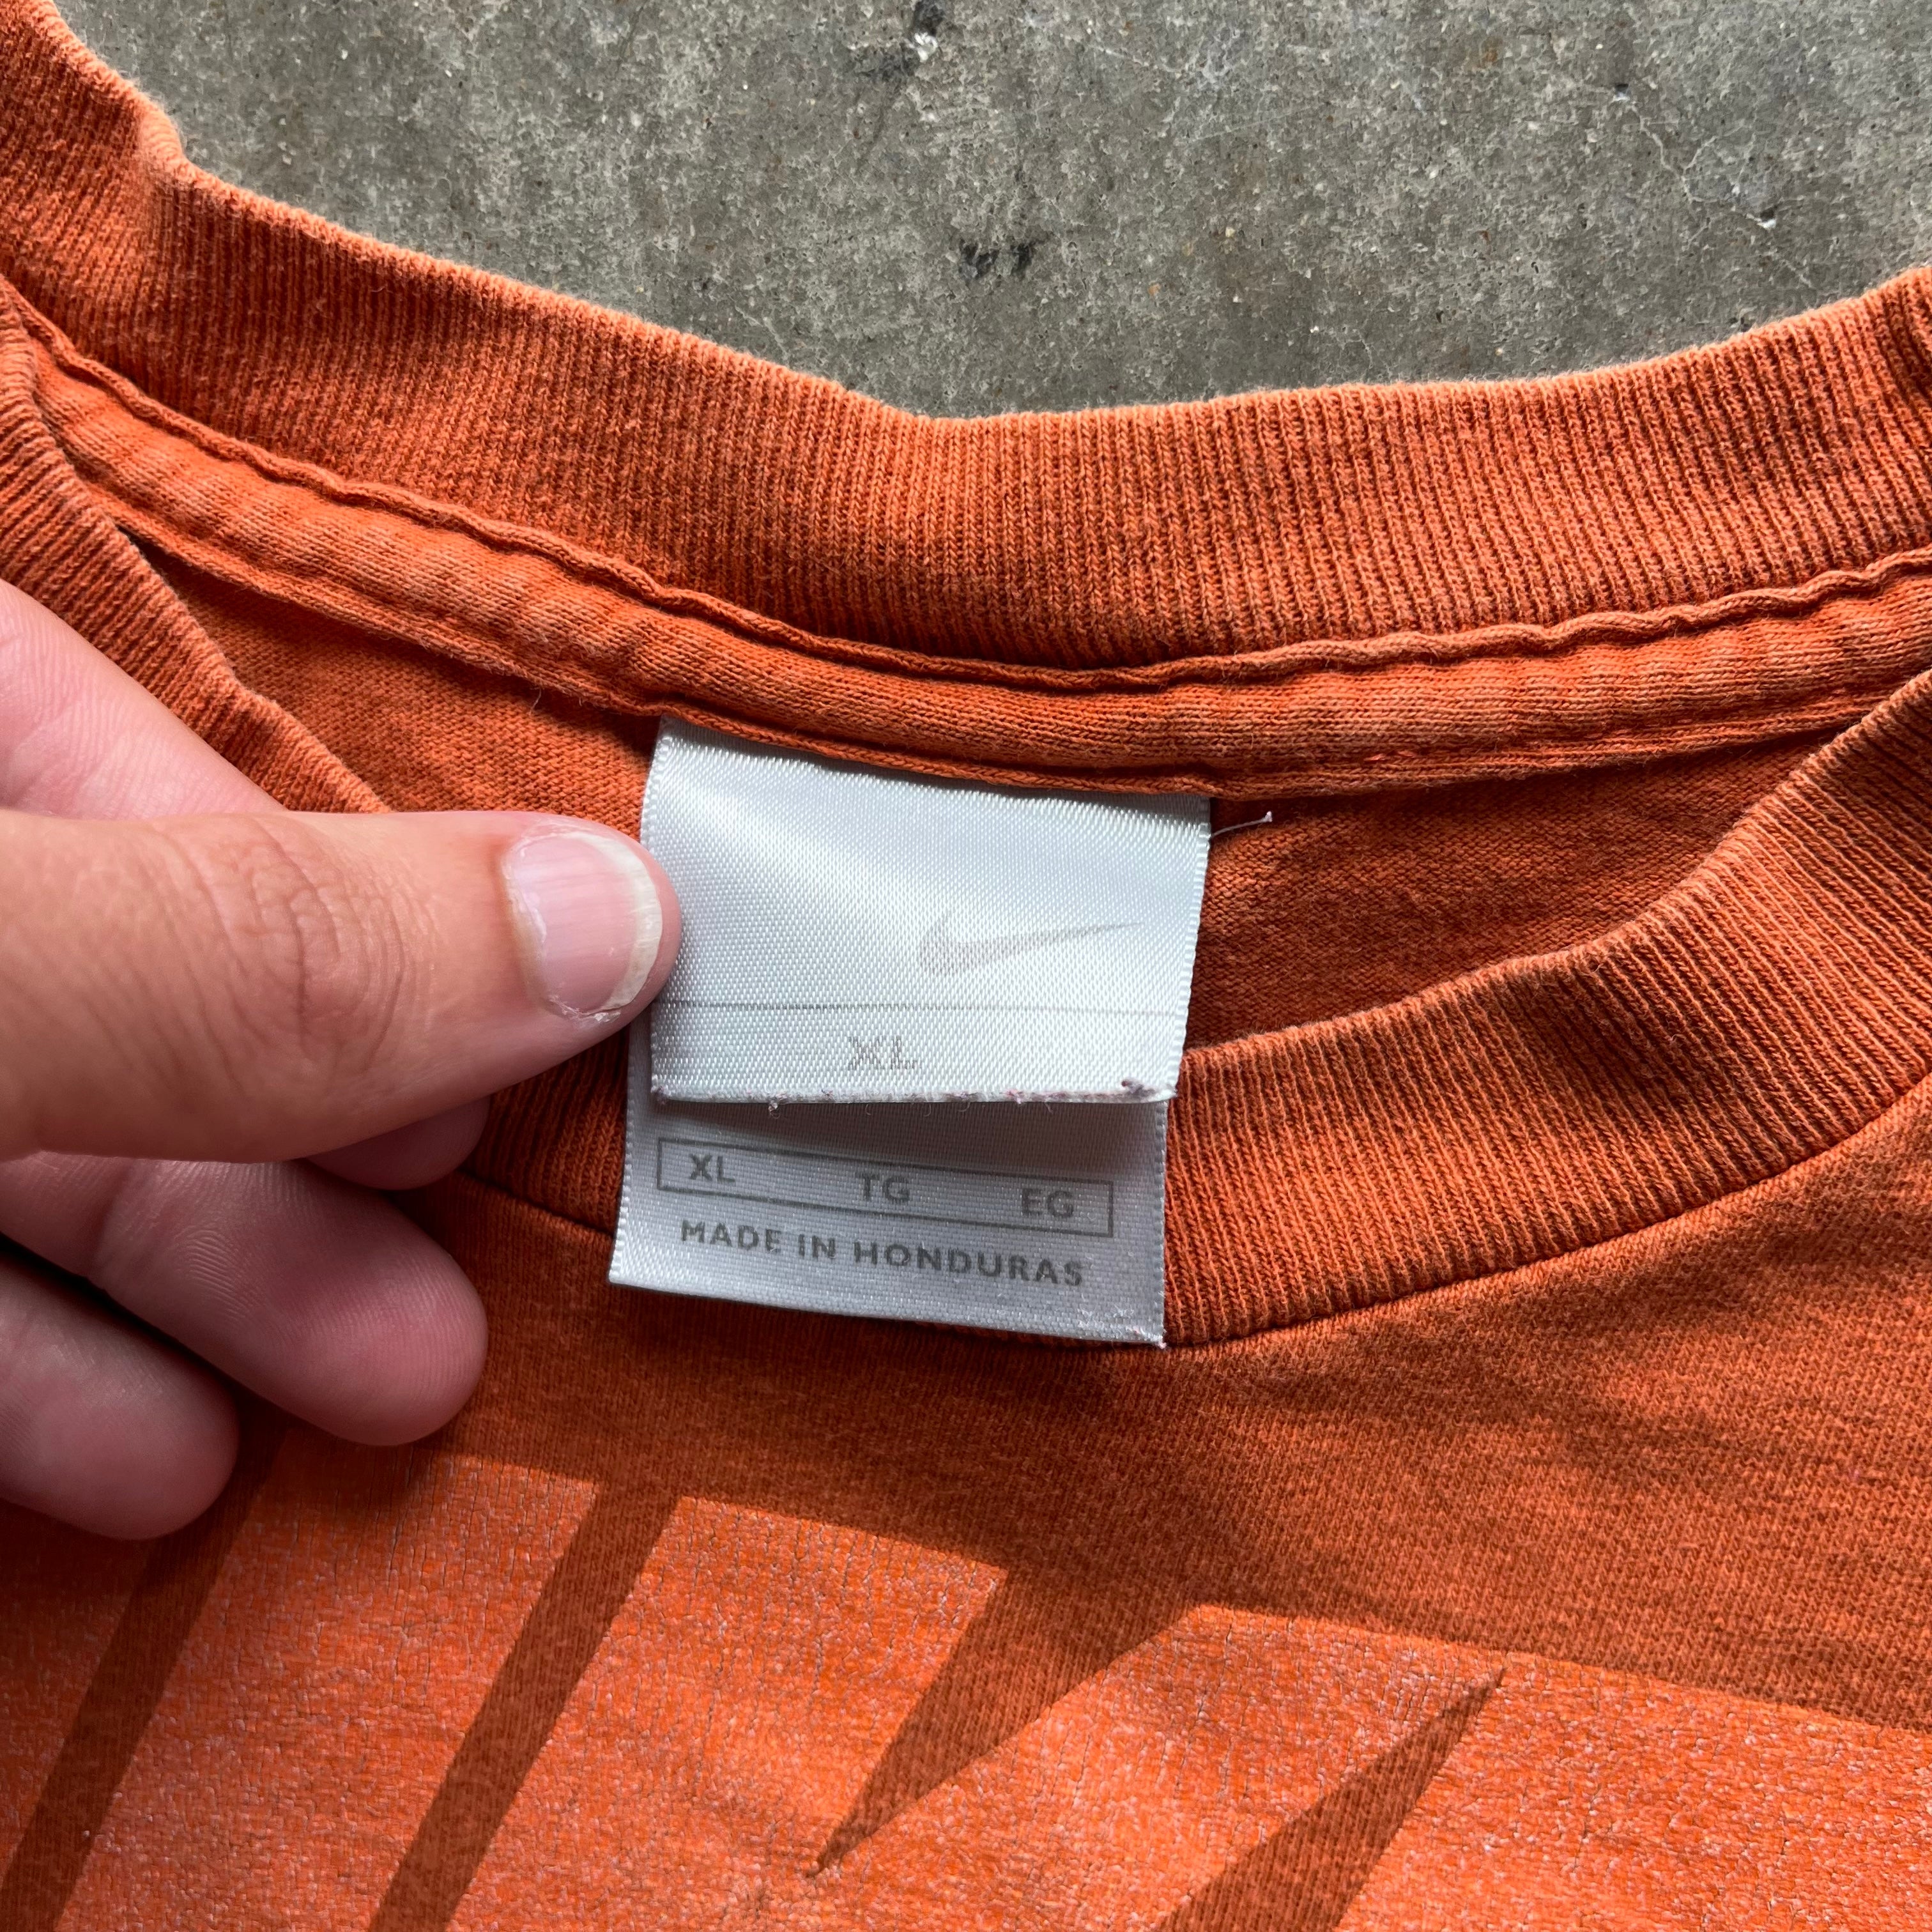 XL
XL TG EG
MADE IN HONDURAS